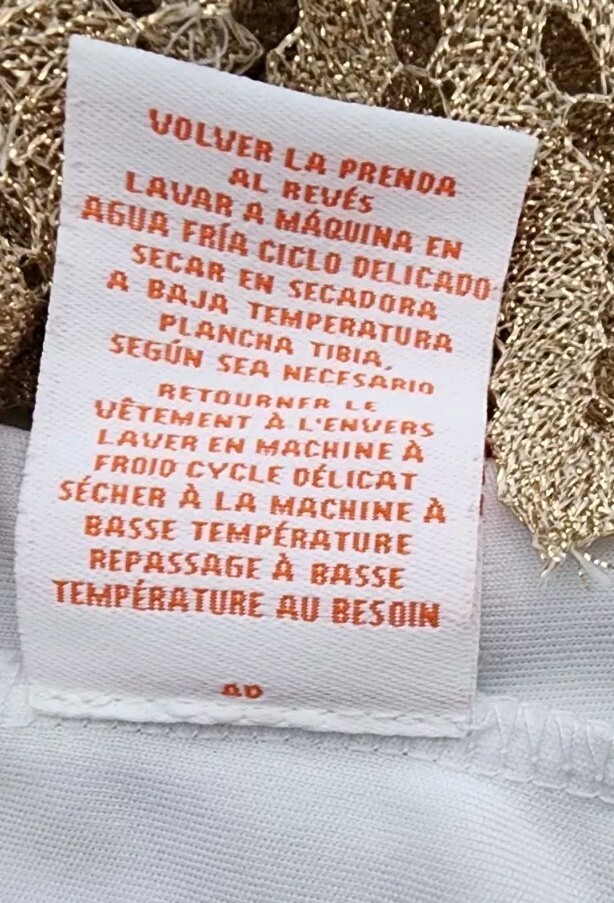 VOLVER LA PRENDA
AL REVÉS
LAVAR A MÁQUINA EN
AGUA FRÍA CICLO DELICADO
SECAR EN SECADORA
A BAJA TEMPERATURA
PLANCHA TIBIA,
SEGÚN SEA NECESARIO
RETOURNER LE
VÊTEMENT À L'ENVERS
LAVER EN MACHINE À
FROID CYCLE DÉLICAT
SÉCHER À LA MACHINE À
BASSE TEMPÉRATURE
REPASSAGE À BASSE
TEMPÉRATURE AU BESOIN
AD